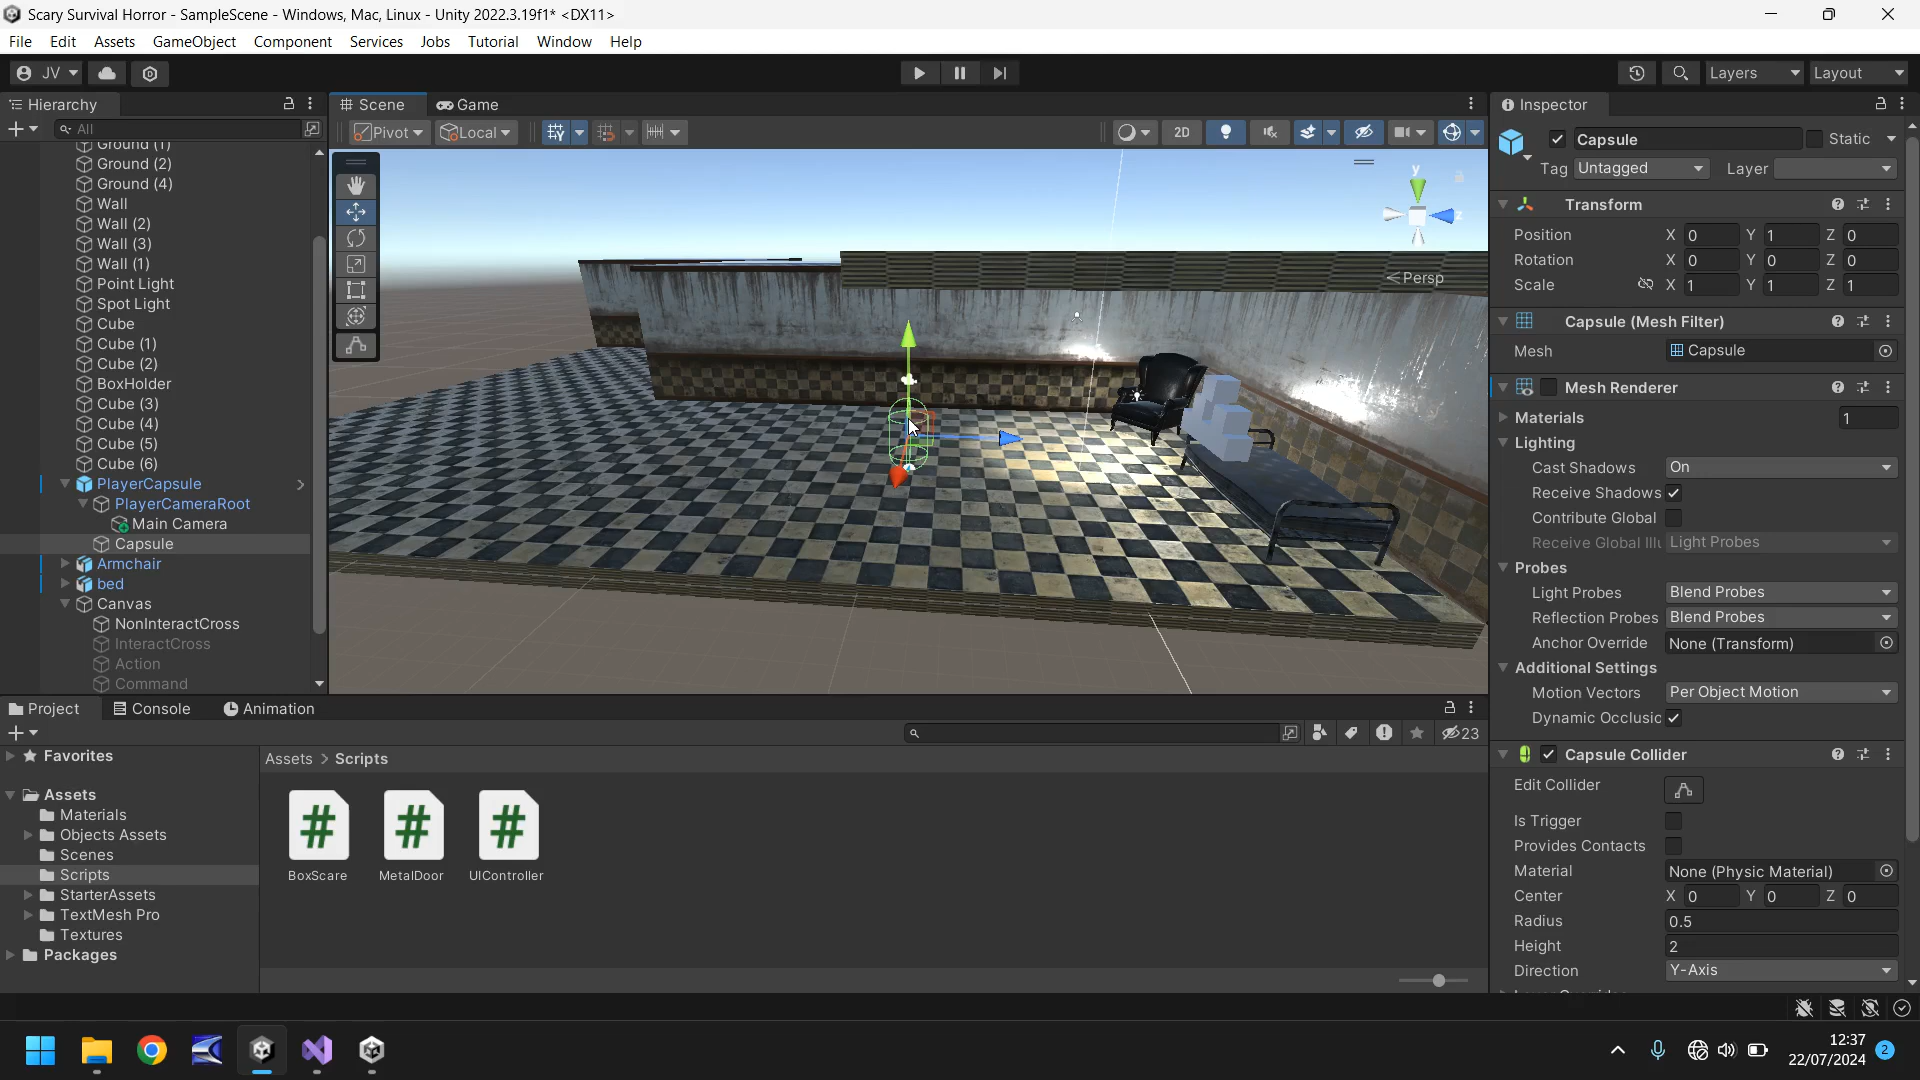 Scary Survival Horror - SampleScene - Windows, Mac, Linux - Unity 2022.3.19f1* <DX11>
File Edit Assets GameObject Component Services Jobs Tutorial Window Help
JV Layers Layout
Hierarchy
All
Ground (1)
Ground (2)
Ground (4)
Wall
Wall (2)
Wall (3)
Wall (1)
Point Light
Spot Light
Cube
Cube (1)
Cube (2)
BoxHolder
Cube (3)
Cube (4)
Cube (5)
Cube (6)
PlayerCapsule
PlayerCameraRoot
Main Camera
Capsule
Armchair
bed
Canvas
NonInteractCross
InteractCross
Action
Command
Scene Game
Pivot Local 2D
y
z
Persp
Inspector
Capsule Static
Tag Untagged Layer
Transform
Position X 0 Y 1 Z 0
Rotation X 0 Y 0 Z 0
Scale X 1 Y 1 Z 1
Capsule (Mesh Filter)
Mesh Capsule
Mesh Renderer
Materials 1
Lighting
Cast Shadows On
Receive Shadows
Contribute Global
Receive Global Illu Light Probes
Probes
Light Probes Blend Probes
Reflection Probes Blend Probes
Anchor Override None (Transform)
Additional Settings
Motion Vectors Per Object Motion
Dynamic Occlusic
Capsule Collider
Edit Collider
Is Trigger
Provides Contacts
Material None (Physic Material)
Center X 0 Y 0 Z 0
Radius 0.5
Height 2
Direction Y-Axis
Project Console Animation
23
Favorites
Assets
Materials
Objects Assets
Scenes
Scripts
StarterAssets
TextMesh Pro
Textures
Packages
Assets > Scripts
BoxScare MetalDoor UIController
12:37
22/07/2024
2